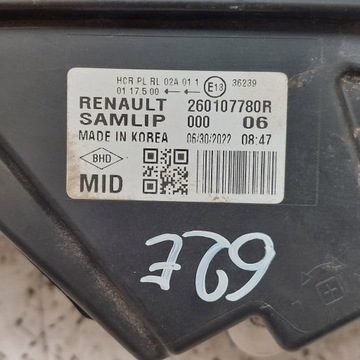 HCR PL RL 02A 01 1 E13 36239
01 17.5 00 ← ←→
RENAULT 260107780R
SAMLIP 000 06
MADE IN KOREA 06/30/2022 08:47
BHD
MID
62E